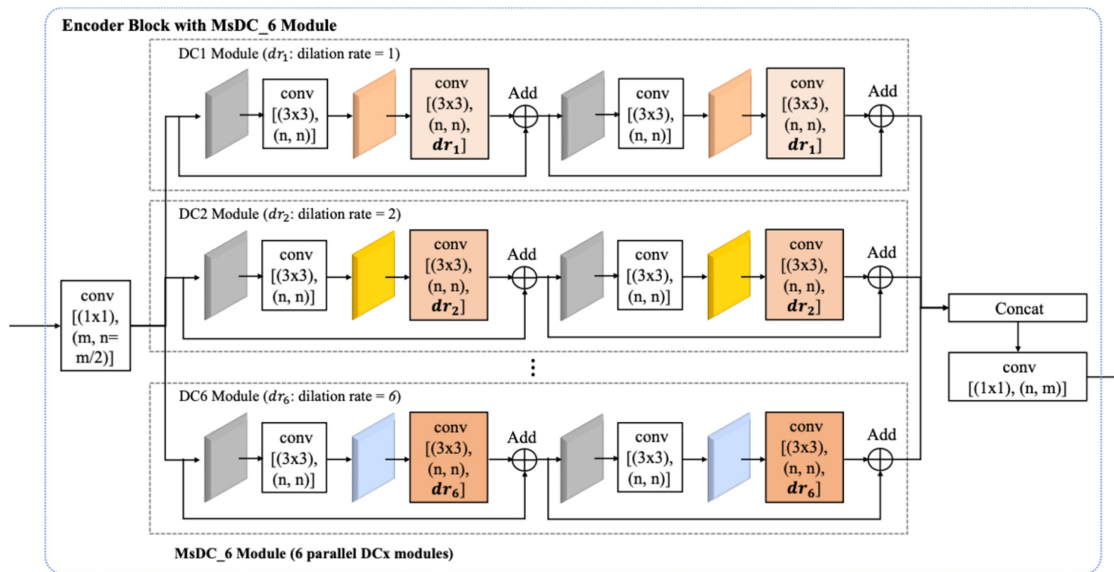 Encoder Block with MsDC_6 Module
DC1 Module (dr₁: dilation rate = 1)
conv
[(3x3),
(n, n)]
conv
[(3x3),
(n, n),
dr₁]
Add
conv
[(3x3),
(n, n)]
conv
[(3x3),
(n, n),
dr₁]
Add
DC2 Module (dr₂: dilation rate = 2)
conv
[(3x3),
(n, n)]
conv
[(3x3),
(n, n),
dr₂]
Add
conv
[(3x3),
(n, n)]
conv
[(3x3),
(n, n),
dr₂]
Add
conv
[(1x1),
(m, n=
m/2)]
Concat
conv
[(1x1), (n, m)]
⋮
DC6 Module (dr₆: dilation rate = 6)
conv
[(3x3),
(n, n)]
conv
[(3x3),
(n, n),
dr₆]
Add
conv
[(3x3),
(n, n)]
conv
[(3x3),
(n, n),
dr₆]
Add
MsDC_6 Module (6 parallel DCx modules)